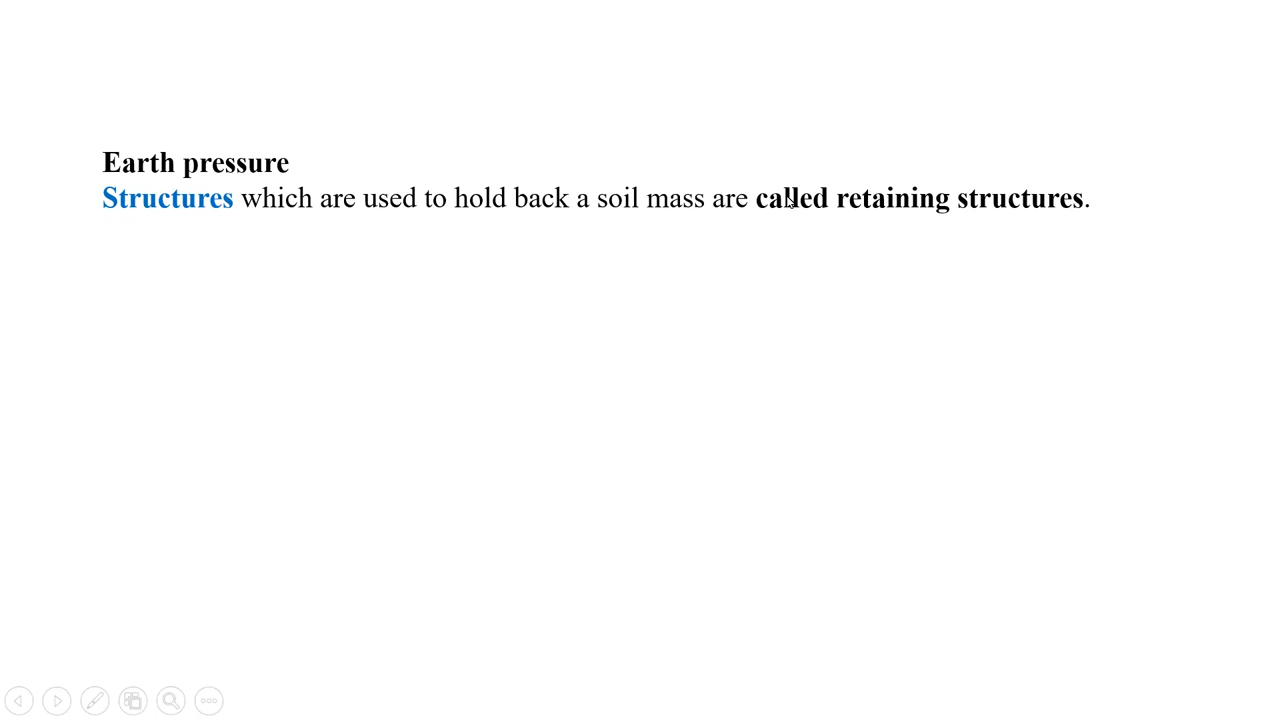 Earth pressure
Structures which are used to hold back a soil mass are called retaining structures.